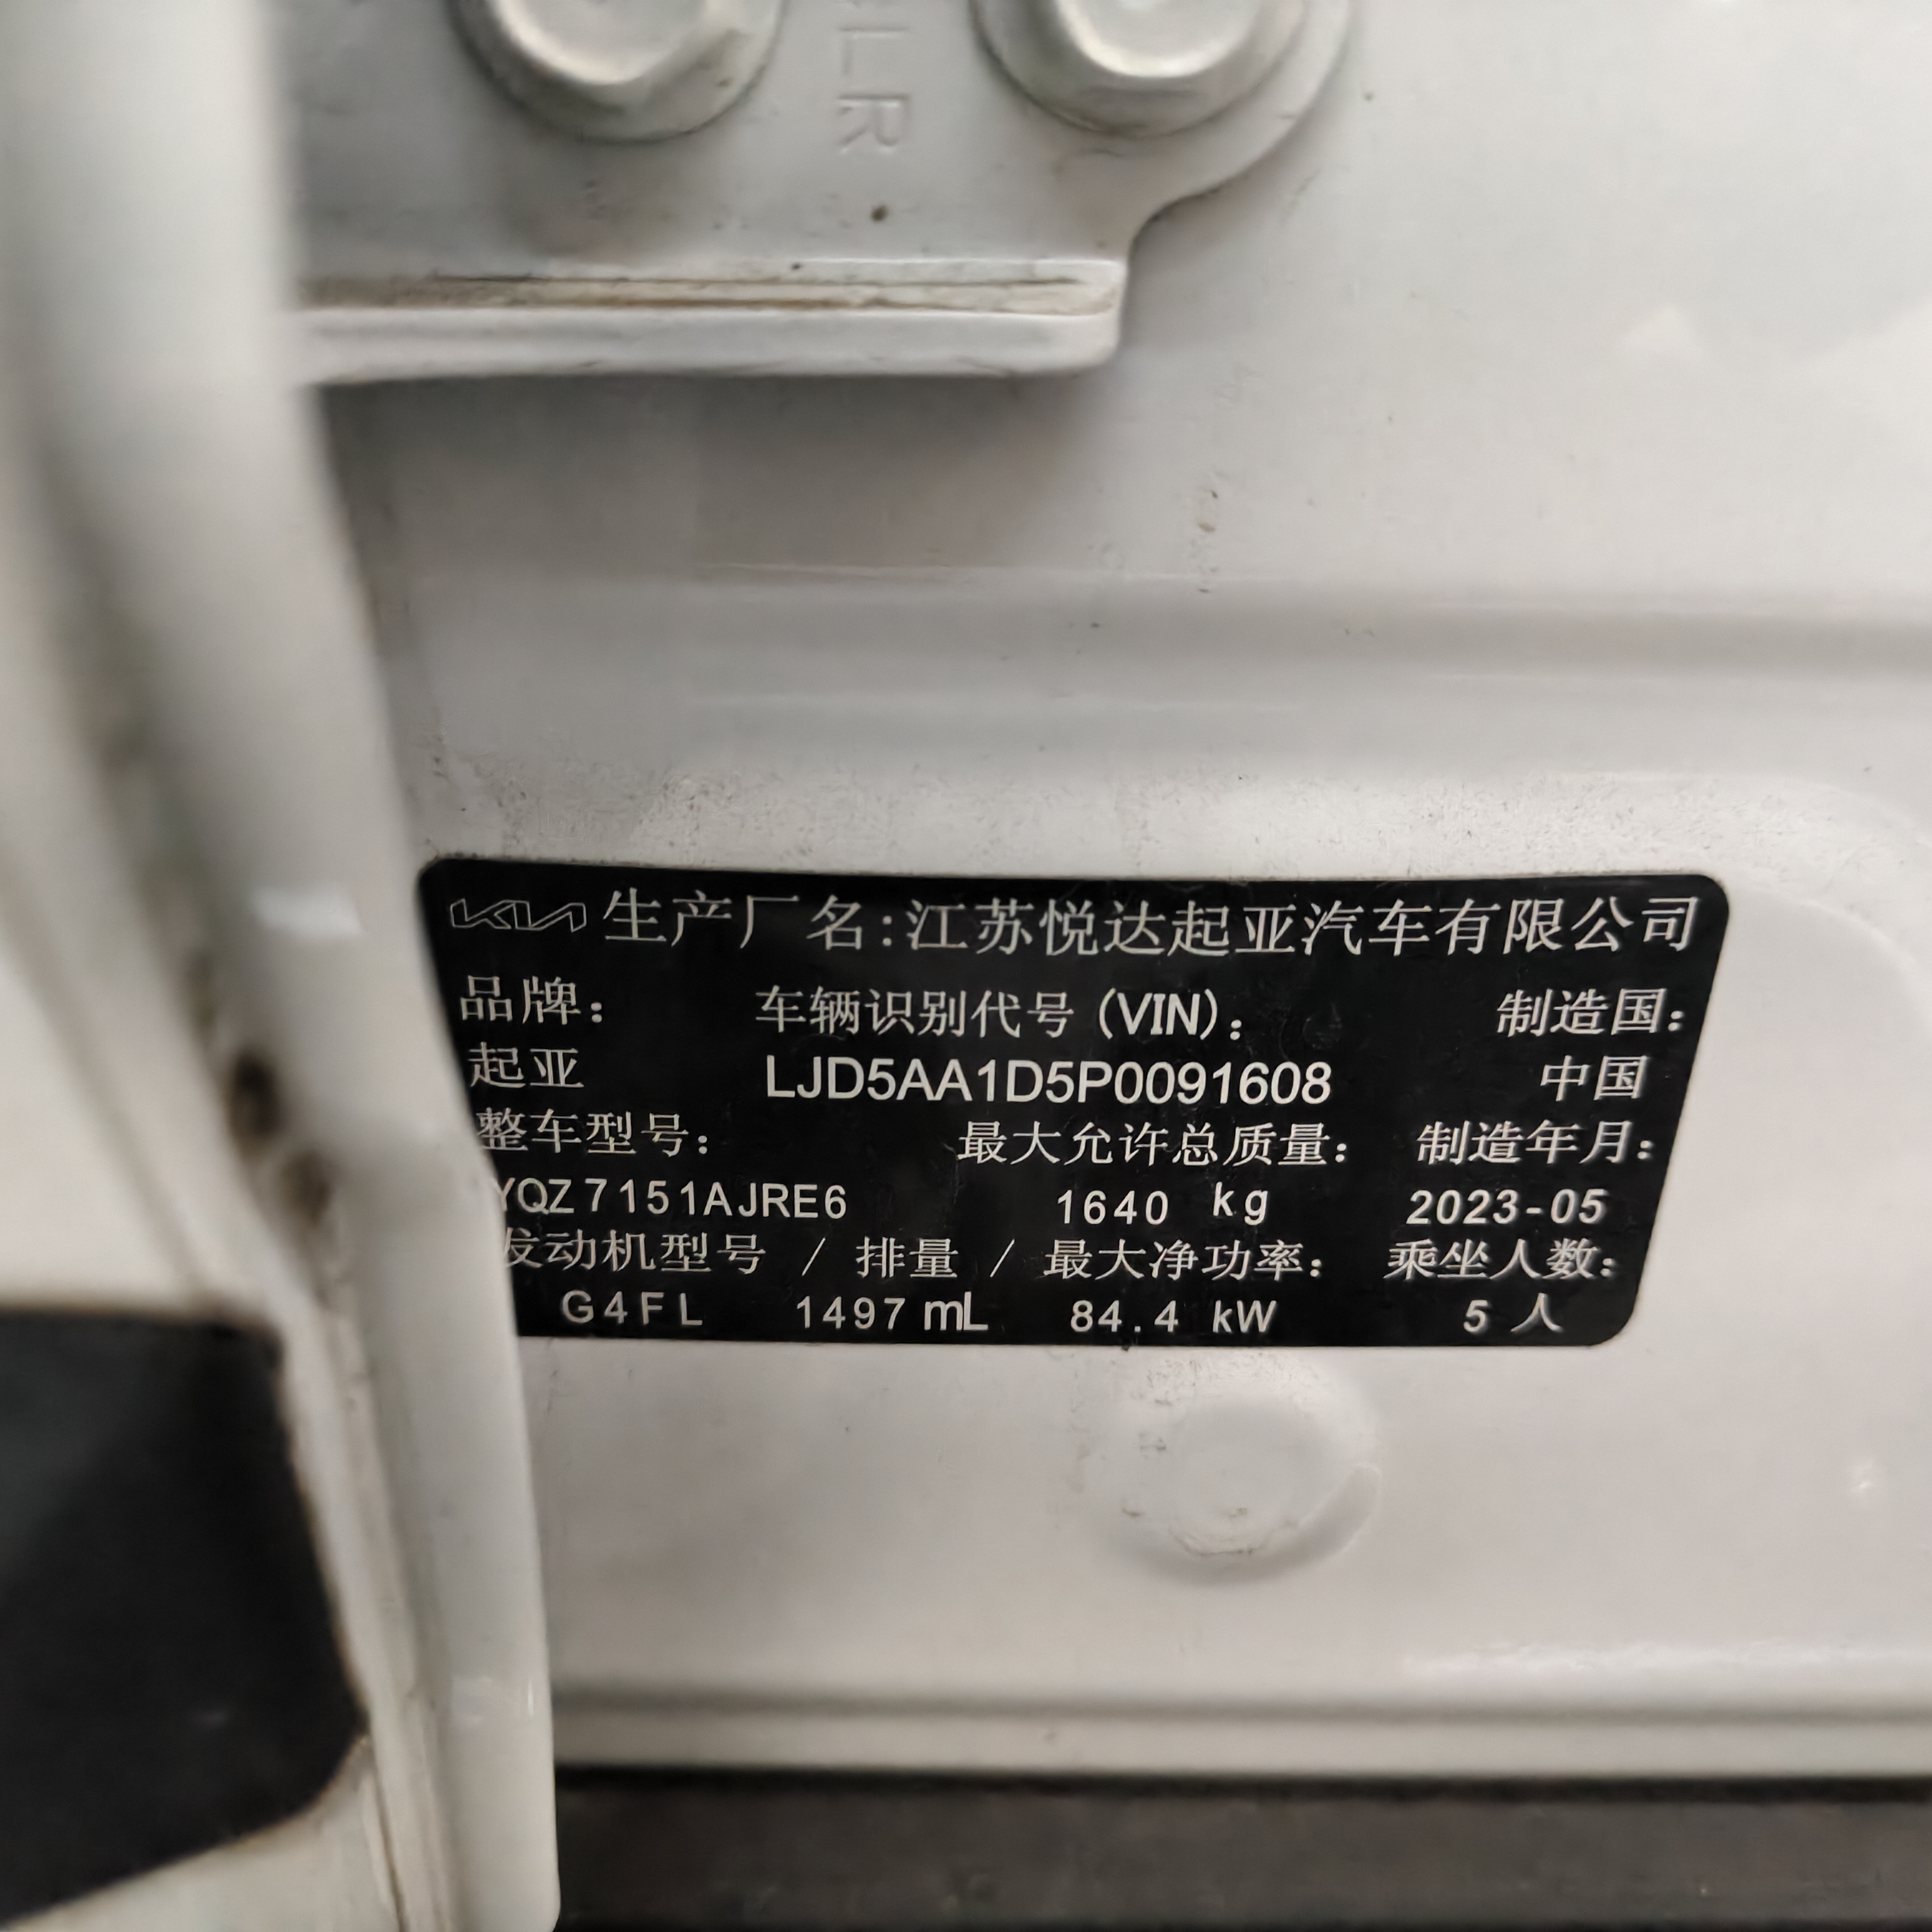 LR
KIA 生产厂名:江苏悦达起亚汽车有限公司
品牌: 车辆识别代号(VIN): 制造国:
起亚 LJD5AA1D5P0091608 中国
整车型号: 最大允许总质量: 制造年月:
YQZ7151AJRE6 1640 kg 2023-05
发动机型号 / 排量 / 最大净功率: 乘坐人数:
G4FL 1497 mL 84.4 kW 5 人